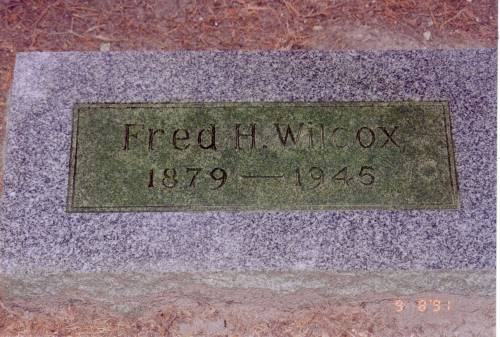 Fred H. Wilcox
1879 — 1945
9 8 '91